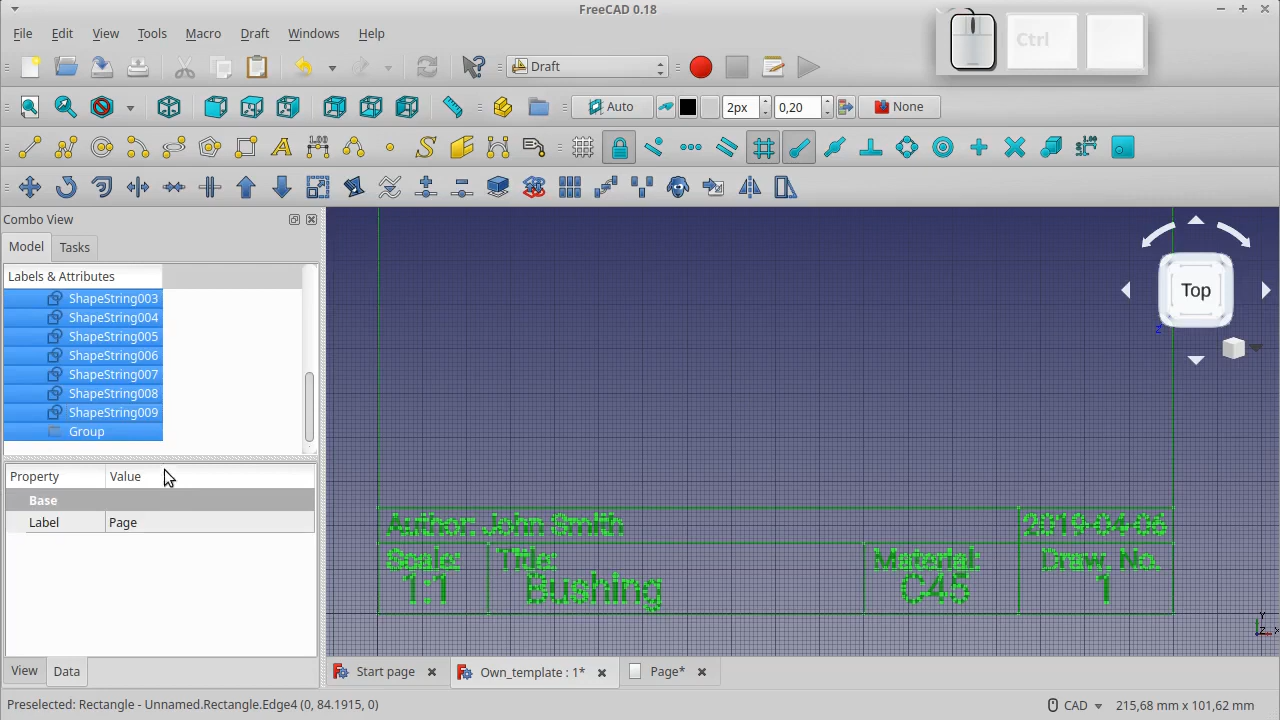 FreeCAD 0.18
File Edit View Tools Macro Draft Windows Help
Ctrl
Draft
Auto 2px 0,20 None
A 1.00 S 1.00
Combo View
Model Tasks
Labels & Attributes
ShapeString003
ShapeString004
ShapeString005
ShapeString006
ShapeString007
ShapeString008
ShapeString009
Group
Property Value
Base
Label Page
View Data
Top
Z
Author: John Smith 2019-04-06
Scale: Title: Material: Draw. No.
1:1 Bushing C45 1
Y
Z X
Start page Own_template : 1* Page*
Preselected: Rectangle - Unnamed.Rectangle.Edge4 (0, 84.1915, 0) CAD 215,68 mm x 101,62 mm